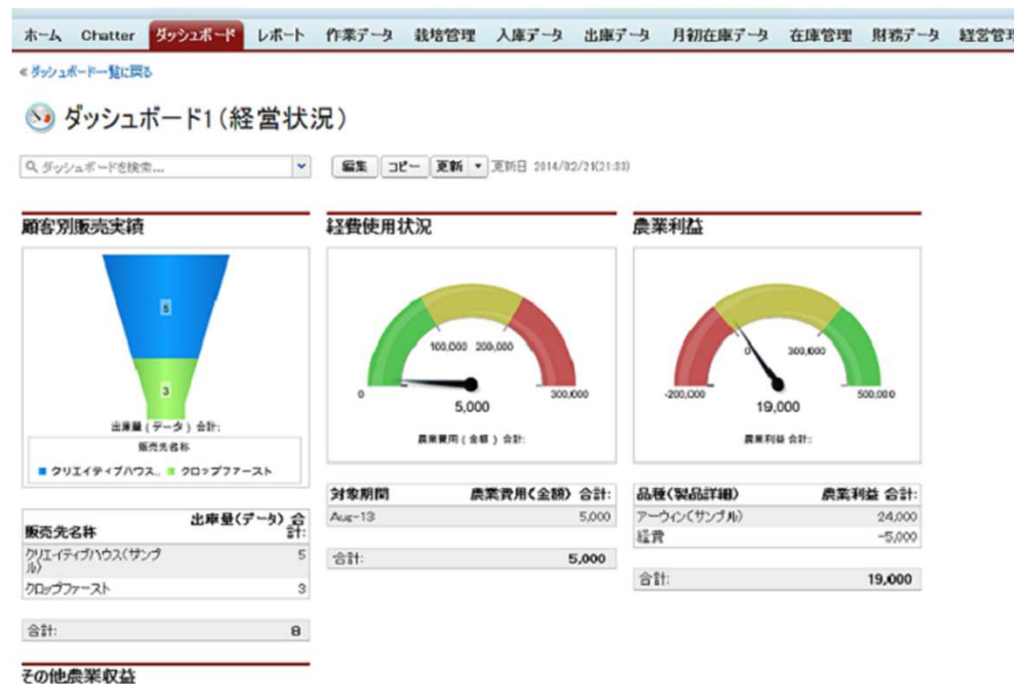 ホーム Chatter ダッシュボード レポート 作業データ 栽培管理 入庫データ 出庫データ 月初在庫データ 在庫管理 財務データ 経営管理
«ダッシュボード一覧に戻る
ダッシュボード1(経営状況)
ダッシュボードを検索...
編集 コピー 更新 ▼ 更新日 2014/02/21(21:33)
顧客別販売実績
5
3
出庫量(データ) 合計:
販売先名称
クリエイティブハウス.. クロップファースト
販売先名称 出庫量(データ) 合計:
クリエイティブハウス(サンプル) 5
クロップファースト 3
合計: 8
その他農業収益
経費使用状況
100,000 200,000
0 300,000
5,000
農業費用(金額) 合計:
対象期間 農業費用(金額) 合計:
Aug-13 5,000
合計: 5,000
農業利益
0 300,000
-200,000 500,000
19,000
農業利益 合計:
品種(製品詳細) 農業利益 合計:
アーウィン(サンプル) 24,000
経費 -5,000
合計: 19,000